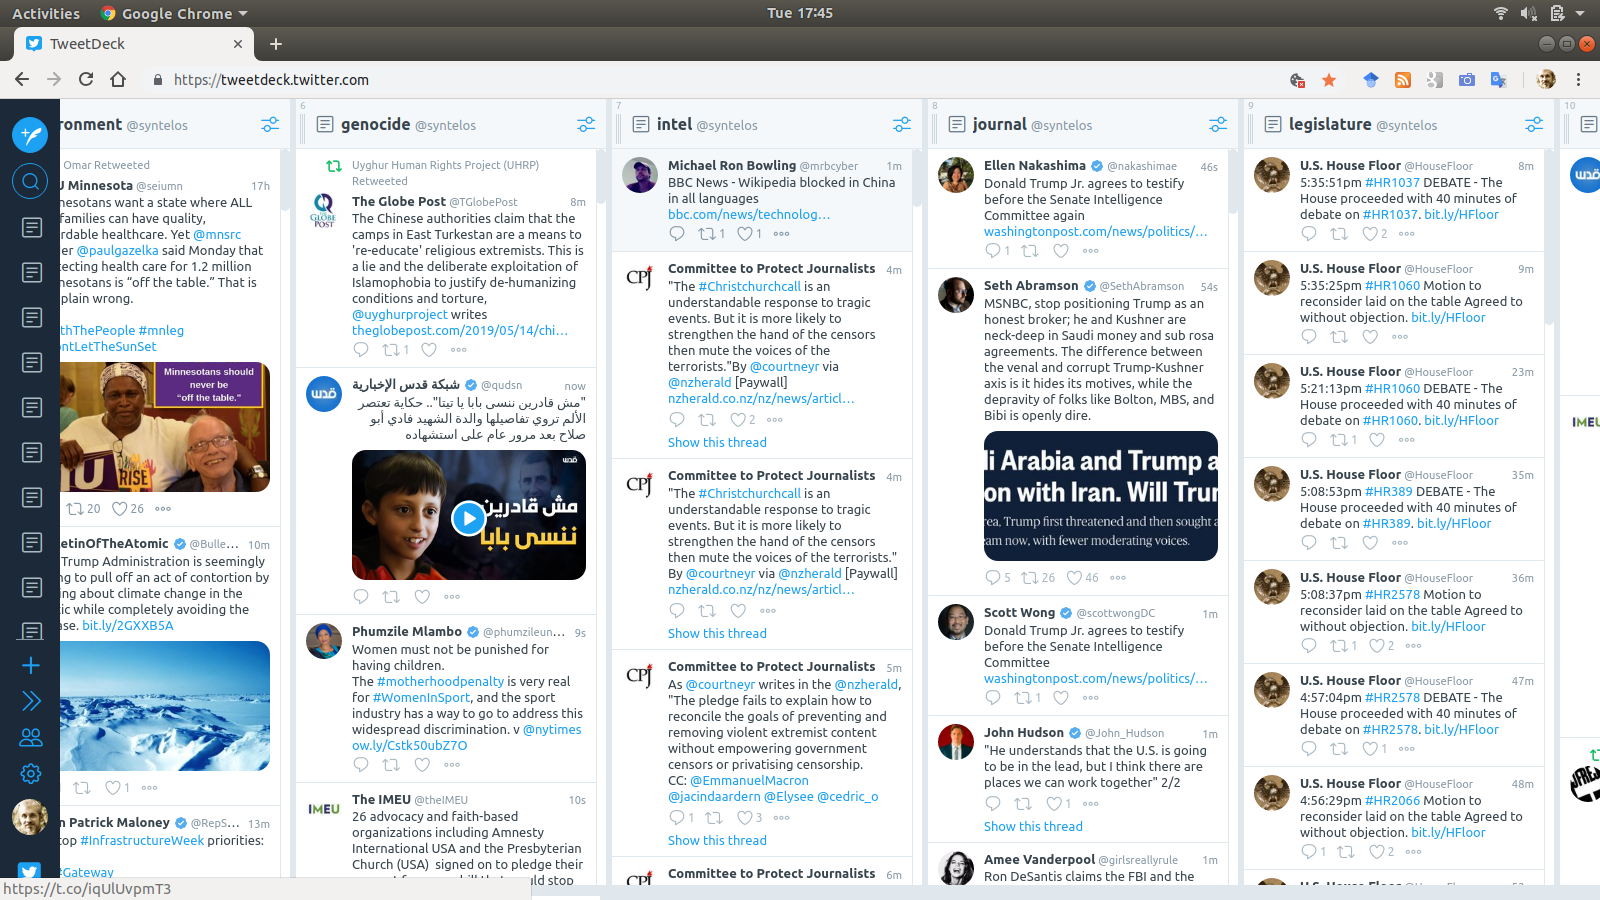 Activities
Google Chrome
Tue 17:45
TweetDeck
https://tweetdeck.twitter.com
ronment @syntelos
Omar Retweeted
J Minnesota @seiumn 17h
nesotans want a state where ALL
families can have quality,
rdable healthcare. Yet @mnsrc
er @paulgazelka said Monday that
tecting health care for 1.2 million
nesotans is “off the table.” That is
plain wrong.
thThePeople #mnleg
ontLetTheSunSet
Minnesotans should
never be
“off the table.”
RISE
20 26
etinOfTheAtomic @Bulle... 10m
Trump Administration is seemingly
ng to pull off an act of contortion by
ing about climate change in the
tic while completely avoiding the
ase. bit.ly/2GXXB5A
1
n Patrick Maloney @RepS... 13m
top #InfrastructureWeek priorities:
#Gateway
https://t.co/iqUlUvpmT3
6
genocide @syntelos
Uyghur Human Rights Project (UHRP)
Retweeted
The Globe Post @TGlobePost 8m
The Chinese authorities claim that the
camps in East Turkestan are a means to
're-educate' religious extremists. This is
a lie and the deliberate exploitation of
Islamophobia to justify de-humanizing
conditions and torture,
@uyghurproject writes
theglobepost.com/2019/05/14/chi...
1
شبكة قدس الإخبارية @qudsn now
"مش قادرين ننسى بابا يا تيتا".. حكاية تعتصر
الألم تروي تفاصيلها والدة الشهيد فادي أبو
صلاح بعد مرور عام على استشهاده
قدس
مش قادرين
ننسى بابا
Phumzile Mlambo @phumzileun... 9s
Women must not be punished for
having children.
The #motherhoodpenalty is very real
for #WomenInSport, and the sport
industry has a way to go to address this
widespread discrimination. v @nytimes
ow.ly/Cstk50ubZ7O
IMEU
The IMEU @theIMEU 10s
26 advocacy and faith-based
organizations including Amnesty
International USA and the Presbyterian
Church (USA) signed on to pledge their
7
intel @syntelos
Michael Ron Bowling @mrbcyber 1m
BBC News - Wikipedia blocked in China
in all languages
bbc.com/news/technolog...
1 1
CPJ
Committee to Protect Journalists 4m
"The #Christchurchcall is an
understandable response to tragic
events. But it is more likely to
strengthen the hand of the censors
then mute the voices of the
terrorists."By @courtneyr via
@nzherald [Paywall]
nzherald.co.nz/nz/news/articl...
2
Show this thread
CPJ
Committee to Protect Journalists 4m
"The #Christchurchcall is an
understandable response to tragic
events. But it is more likely to
strengthen the hand of the censors
then mute the voices of the terrorists."
By @courtneyr via @nzherald [Paywall]
nzherald.co.nz/nz/news/articl...
Show this thread
CPJ
Committee to Protect Journalists 5m
As @courtneyr writes in the @nzherald,
"The pledge fails to explain how to
reconcile the goals of preventing and
removing violent extremist content
without empowering government
censors or privatising censorship.
CC: @EmmanuelMacron
@jacindaardern @Elysee @cedric_o
1 3
Show this thread
CPJ
Committee to Protect Journalists 6m
8
journal @syntelos
Ellen Nakashima @nakashimae 46s
Donald Trump Jr. agrees to testify
before the Senate Intelligence
Committee again
washingtonpost.com/news/politics/...
1
Seth Abramson @SethAbramson 54s
MSNBC, stop positioning Trump as an
honest broker; he and Kushner are
neck-deep in Saudi money and sub rosa
agreements. The difference between
the venal and corrupt Trump-Kushner
axis is it hides its motives, while the
depravity of folks like Bolton, MBS, and
Bibi is openly dire.
li Arabia and Trump a
on with Iran. Will Trur
rea, Trump first threatened and then sought a
eam now, with fewer moderating voices.
5 26 46
Scott Wong @scottwongDC 1m
Donald Trump Jr. agrees to testify
before the Senate Intelligence
Committee
washingtonpost.com/news/politics/...
1
John Hudson @John_Hudson 1m
"He understands that the U.S. is going
to be in the lead, but I think there are
places we can work together" 2/2
1
Show this thread
Amee Vanderpool @girlsreallyrule 1m
Ron DeSantis claims the FBI and the
9
legislature @syntelos
U.S. House Floor @HouseFloor 8m
5:35:51pm #HR1037 DEBATE - The
House proceeded with 40 minutes of
debate on #HR1037. bit.ly/HFloor
2
U.S. House Floor @HouseFloor 9m
5:35:25pm #HR1060 Motion to
reconsider laid on the table Agreed to
without objection. bit.ly/HFloor
U.S. House Floor @HouseFloor 23m
5:21:13pm #HR1060 DEBATE - The
House proceeded with 40 minutes of
debate on #HR1060. bit.ly/HFloor
1
U.S. House Floor @HouseFloor 35m
5:08:53pm #HR389 DEBATE - The
House proceeded with 40 minutes of
debate on #HR389. bit.ly/HFloor
U.S. House Floor @HouseFloor 36m
5:08:37pm #HR2578 Motion to
reconsider laid on the table Agreed to
without objection. bit.ly/HFloor
1 2
U.S. House Floor @HouseFloor 47m
4:57:04pm #HR2578 DEBATE - The
House proceeded with 40 minutes of
debate on #HR2578. bit.ly/HFloor
1
U.S. House Floor @HouseFloor 48m
4:56:29pm #HR2066 Motion to
reconsider laid on the table Agreed to
without objection. bit.ly/HFloor
1 2
10
قدس
IMEU